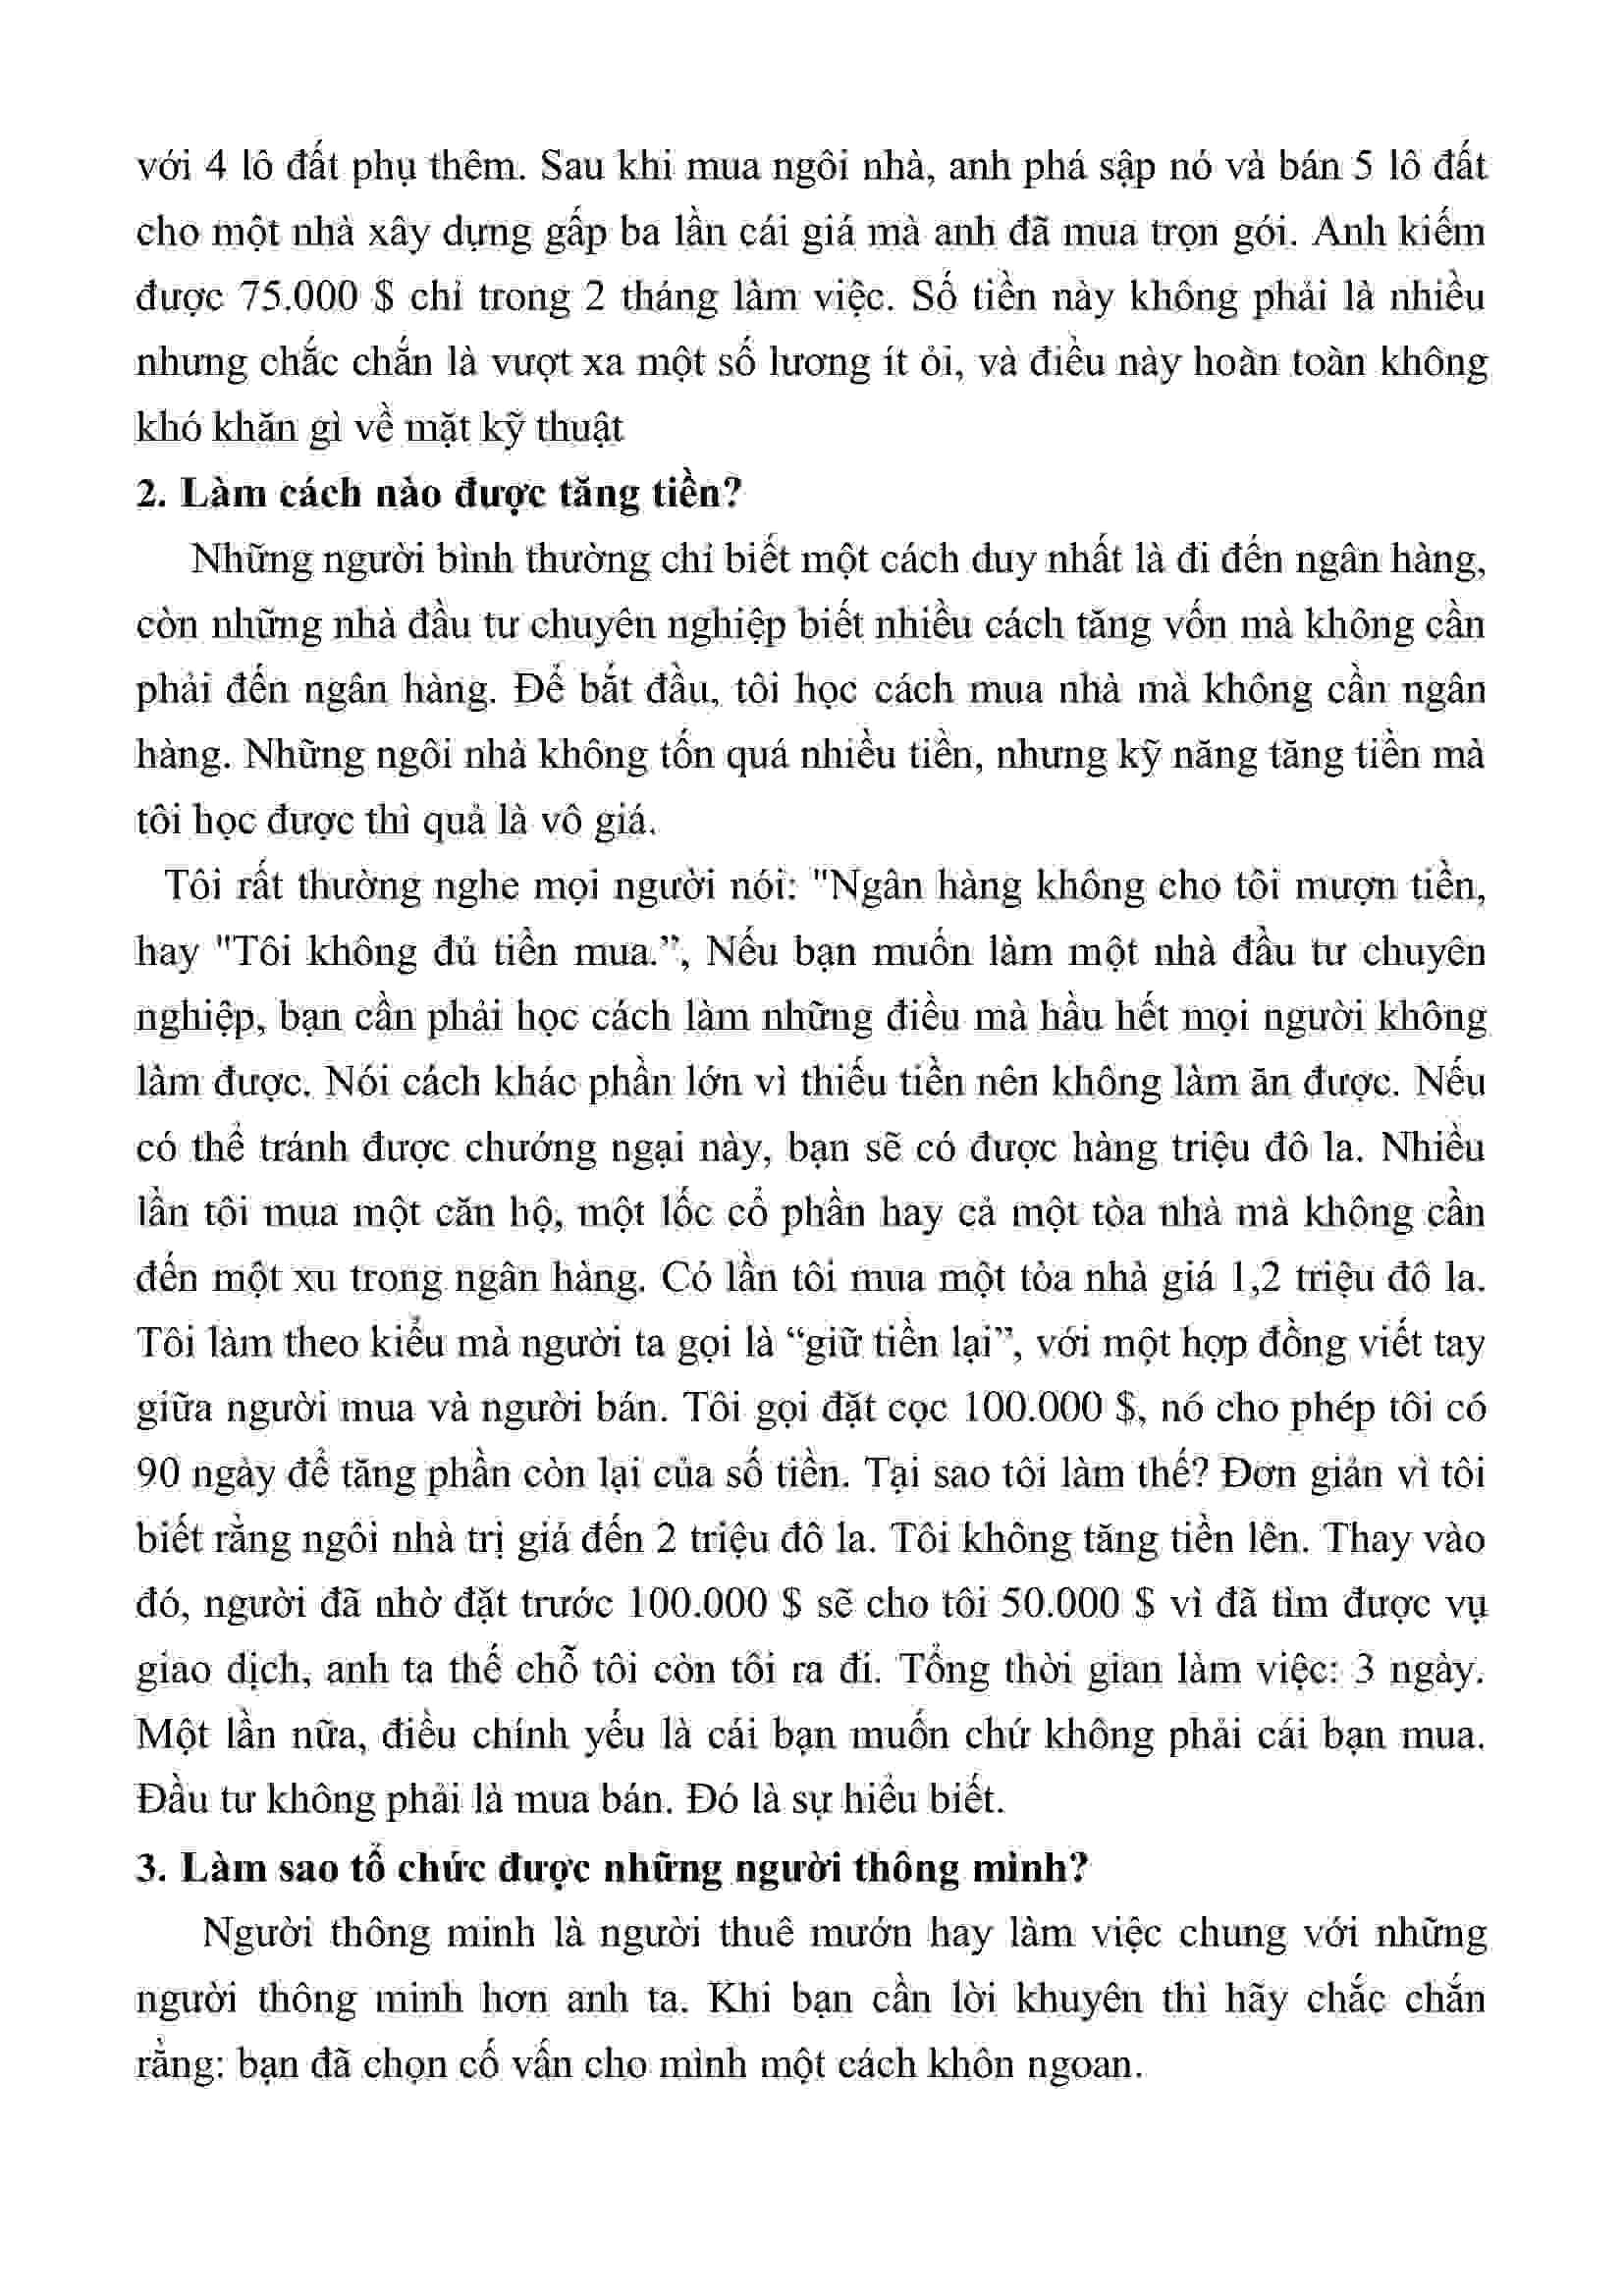 với 4 lô đất phụ thêm. Sau khi mua ngôi nhà, anh phá sập nó và bán 5 lô đất
cho một nhà xây dựng gấp ba lần cái giá mà anh đã mua trọn gói. Anh kiếm
được 75.000 $ chỉ trong 2 tháng làm việc. Số tiền này không phải là nhiều
nhưng chắc chắn là vượt xa một số lương ít ỏi, và điều này hoàn toàn không
khó khăn gì về mặt kỹ thuật
2. Làm cách nào được tăng tiền?
Những người bình thường chỉ biết một cách duy nhất là đi đến ngân hàng,
còn những nhà đầu tư chuyên nghiệp biết nhiều cách tăng vốn mà không cần
phải đến ngân hàng. Để bắt đầu, tôi học cách mua nhà mà không cần ngân
hàng. Những ngôi nhà không tốn quá nhiều tiền, nhưng kỹ năng tăng tiền mà
tôi học được thì quả là vô giá.
Tôi rất thường nghe mọi người nói: "Ngân hàng không cho tôi mượn tiền,
hay "Tôi không đủ tiền mua.”, Nếu bạn muốn làm một nhà đầu tư chuyên
nghiệp, bạn cần phải học cách làm những điều mà hầu hết mọi người không
làm được. Nói cách khác phần lớn vì thiếu tiền nên không làm ăn được. Nếu
có thể tránh được chướng ngại này, bạn sẽ có được hàng triệu đô la. Nhiều
lần tôi mua một căn hộ, một lốc cổ phần hay cả một tòa nhà mà không cần
đến một xu trong ngân hàng. Có lần tôi mua một tòa nhà giá 1,2 triệu đô la.
Tôi làm theo kiểu mà người ta gọi là “giữ tiền lại”, với một hợp đồng viết tay
giữa người mua và người bán. Tôi gọi đặt cọc 100.000 $, nó cho phép tôi có
90 ngày để tăng phần còn lại của số tiền. Tại sao tôi làm thế? Đơn giản vì tôi
biết rằng ngôi nhà trị giá đến 2 triệu đô la. Tôi không tăng tiền lên. Thay vào
đó, người đã nhờ đặt trước 100.000 $ sẽ cho tôi 50.000 $ vì đã tìm được vụ
giao dịch, anh ta thế chỗ tôi còn tôi ra đi. Tổng thời gian làm việc: 3 ngày.
Một lần nữa, điều chính yếu là cái bạn muốn chứ không phải cái bạn mua.
Đầu tư không phải là mua bán. Đó là sự hiểu biết.
3. Làm sao tổ chức được những người thông minh?
Người thông minh là người thuê mướn hay làm việc chung với những
người thông minh hơn anh ta. Khi bạn cần lời khuyên thì hãy chắc chắn
rằng: bạn đã chọn cố vấn cho mình một cách khôn ngoan.